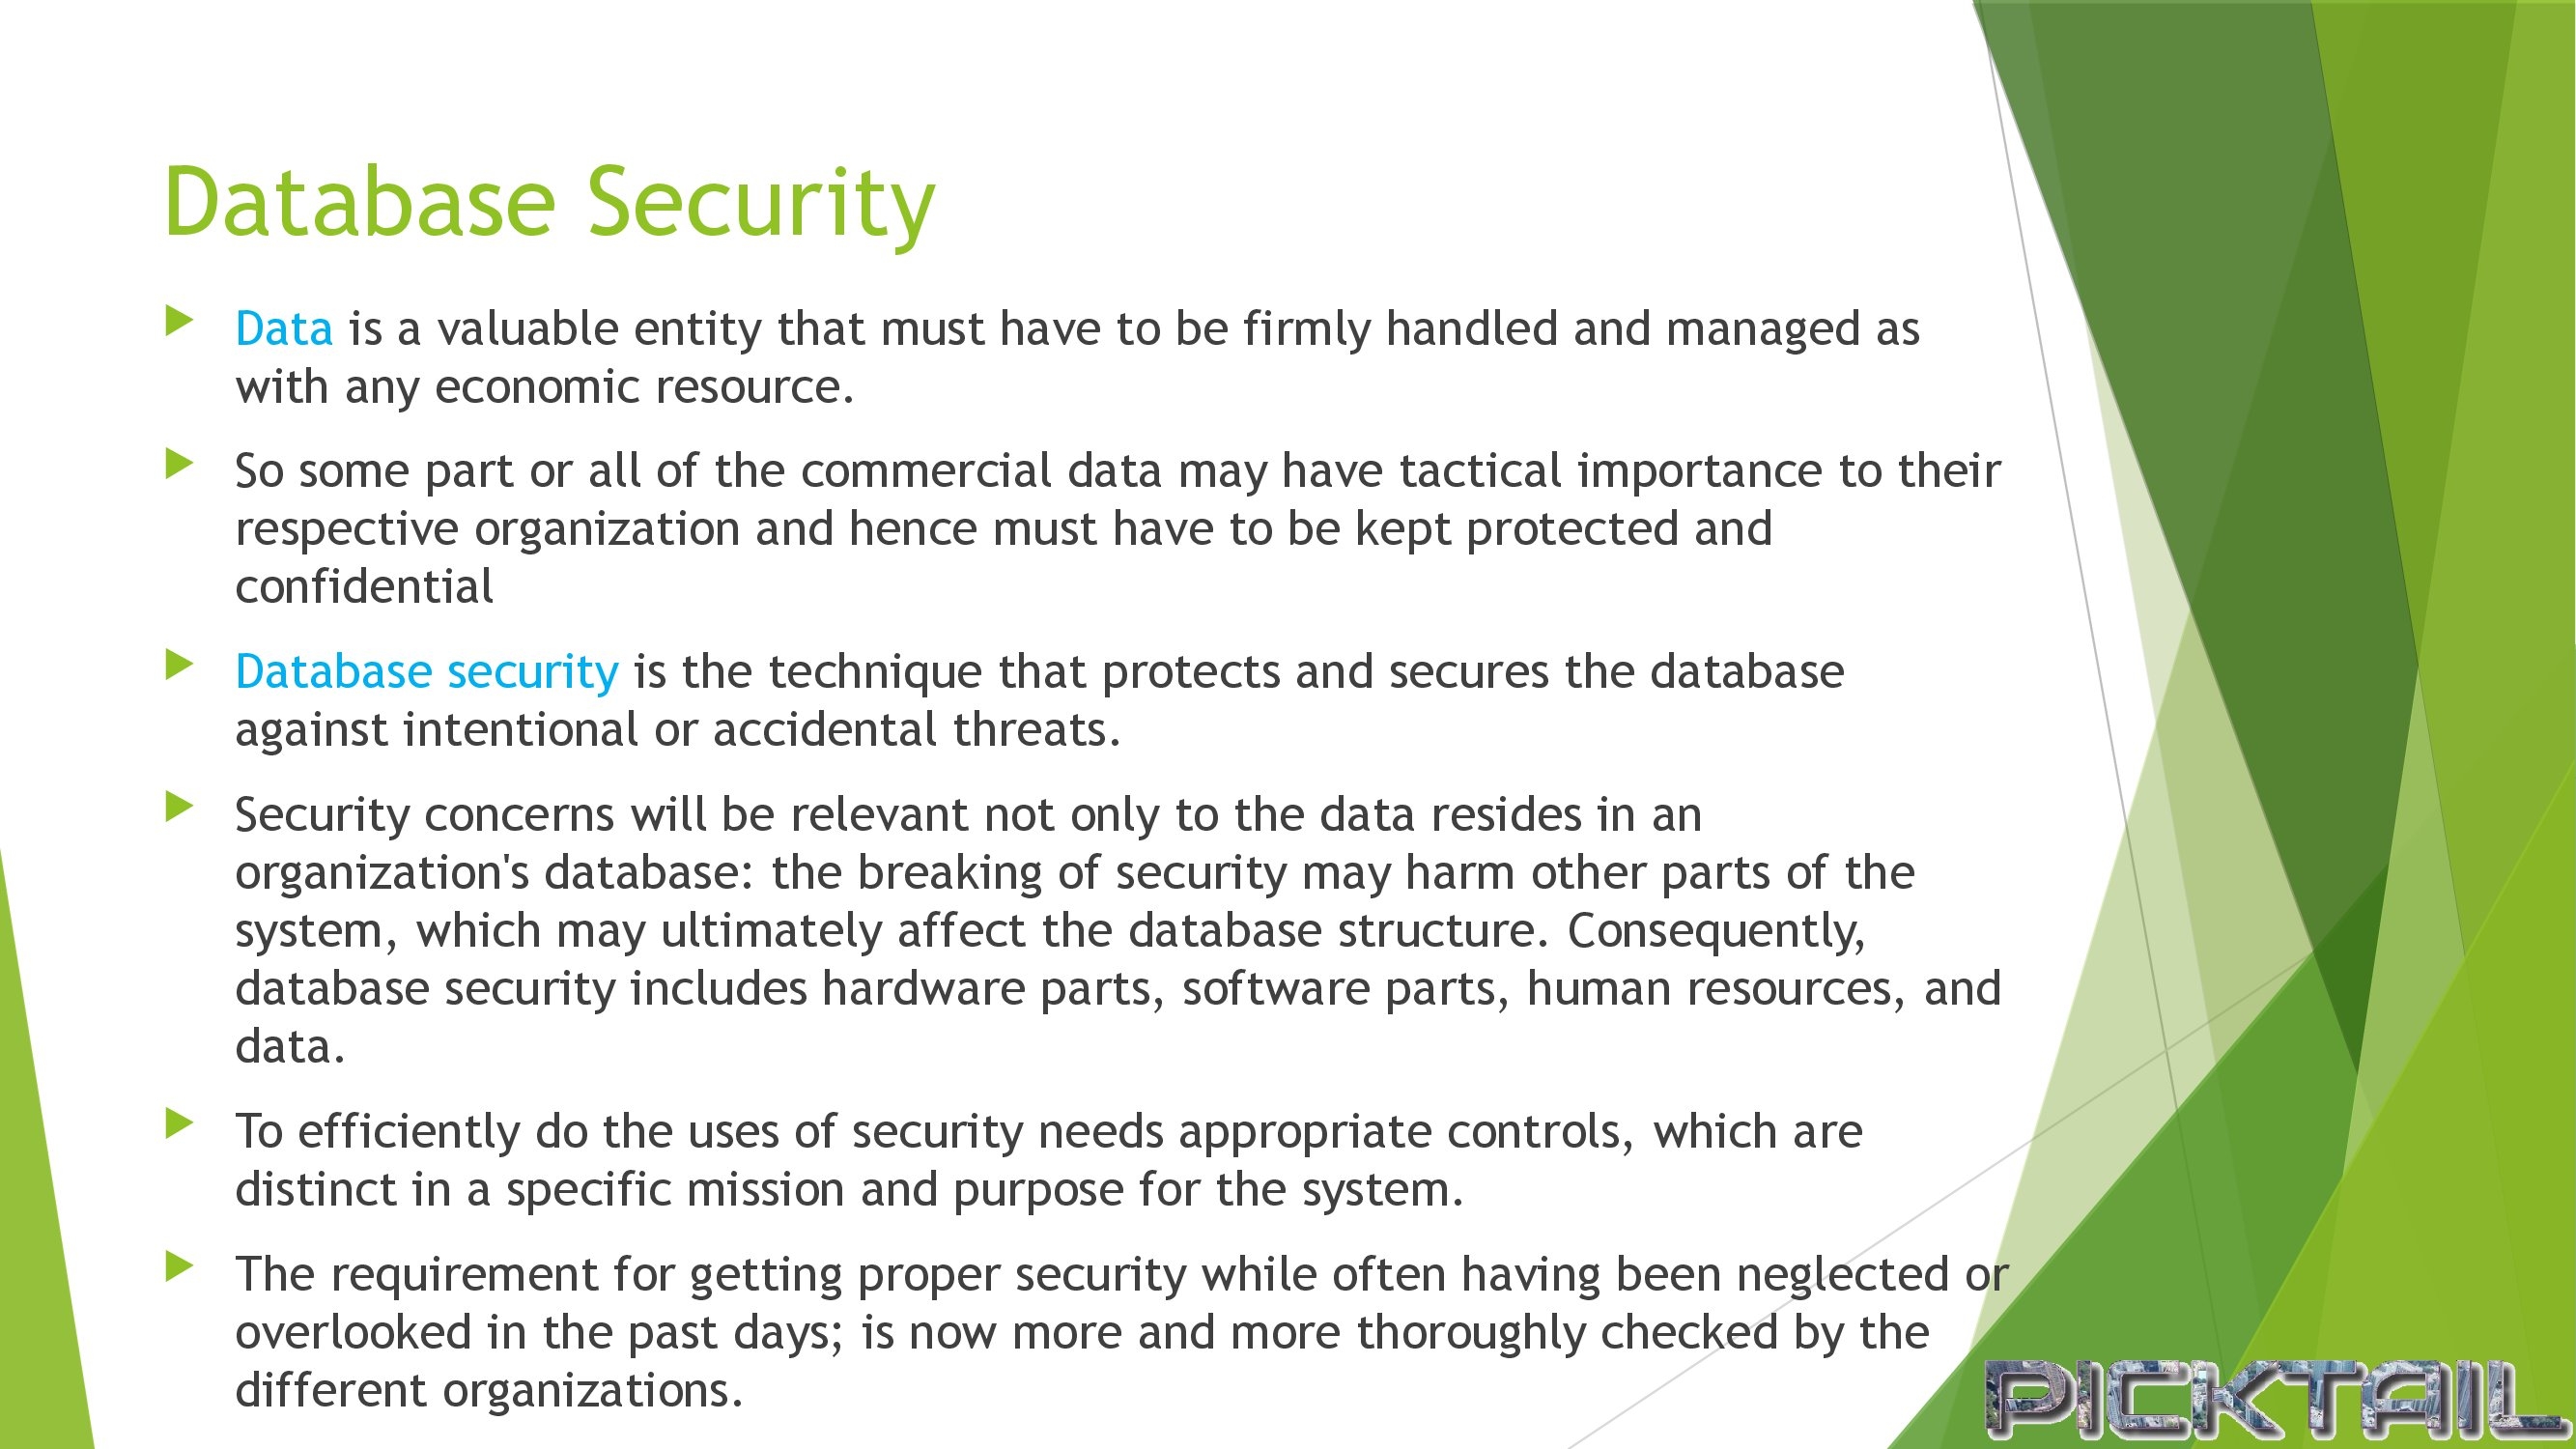 Database Security
Data is a valuable entity that must have to be firmly handled and managed as
with any economic resource.
So some part or all of the commercial data may have tactical importance to their
respective organization and hence must have to be kept protected and
confidential
Database security is the technique that protects and secures the database
against intentional or accidental threats.
Security concerns will be relevant not only to the data resides in an
organization's database: the breaking of security may harm other parts of the
system, which may ultimately affect the database structure. Consequently,
database security includes hardware parts, software parts, human resources, and
data.
To efficiently do the uses of security needs appropriate controls, which are
distinct in a specific mission and purpose for the system.
The requirement for getting proper security while often having been neglected or
overlooked in the past days; is now more and more thoroughly checked by the
different organizations.
PICKTAIL